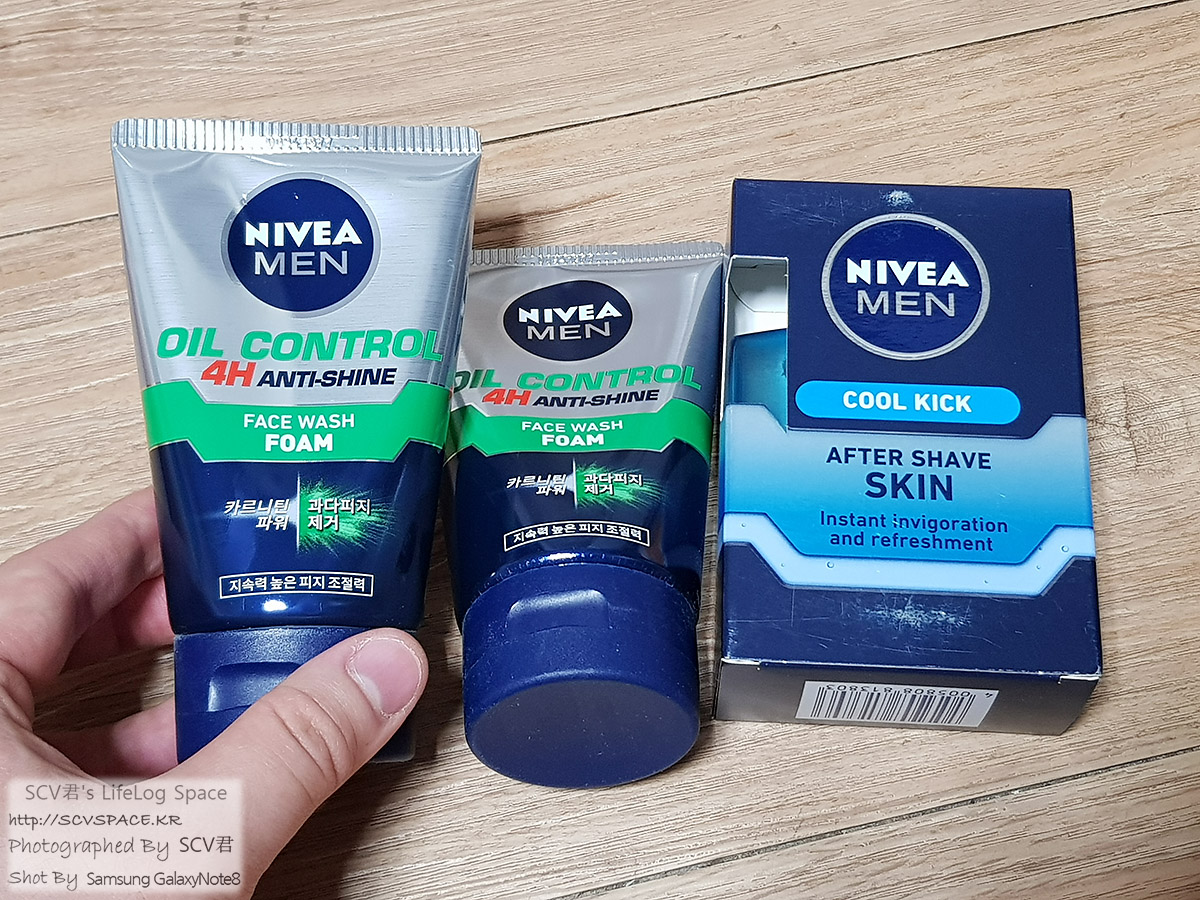 NIVEA
MEN
OIL CONTROL
4H ANTI-SHINE
FACE WASH
FOAM
카르니틴
파워
과다피지
제거
지속력 높은 피지 조절력
NIVEA
MEN
OIL CONTROL
4H ANTI-SHINE
FACE WASH
FOAM
카르니틴
파워
과다피지
제거
지속력 높은 피지 조절력
NIVEA
MEN
COOL KICK
AFTER SHAVE
SKIN
Instant invigoration
and refreshment
4 005808 813803
SCV君's LifeLog Space
http://SCVSPACE.KR
Photographed By SCV君
Shot By Samsung GalaxyNote8